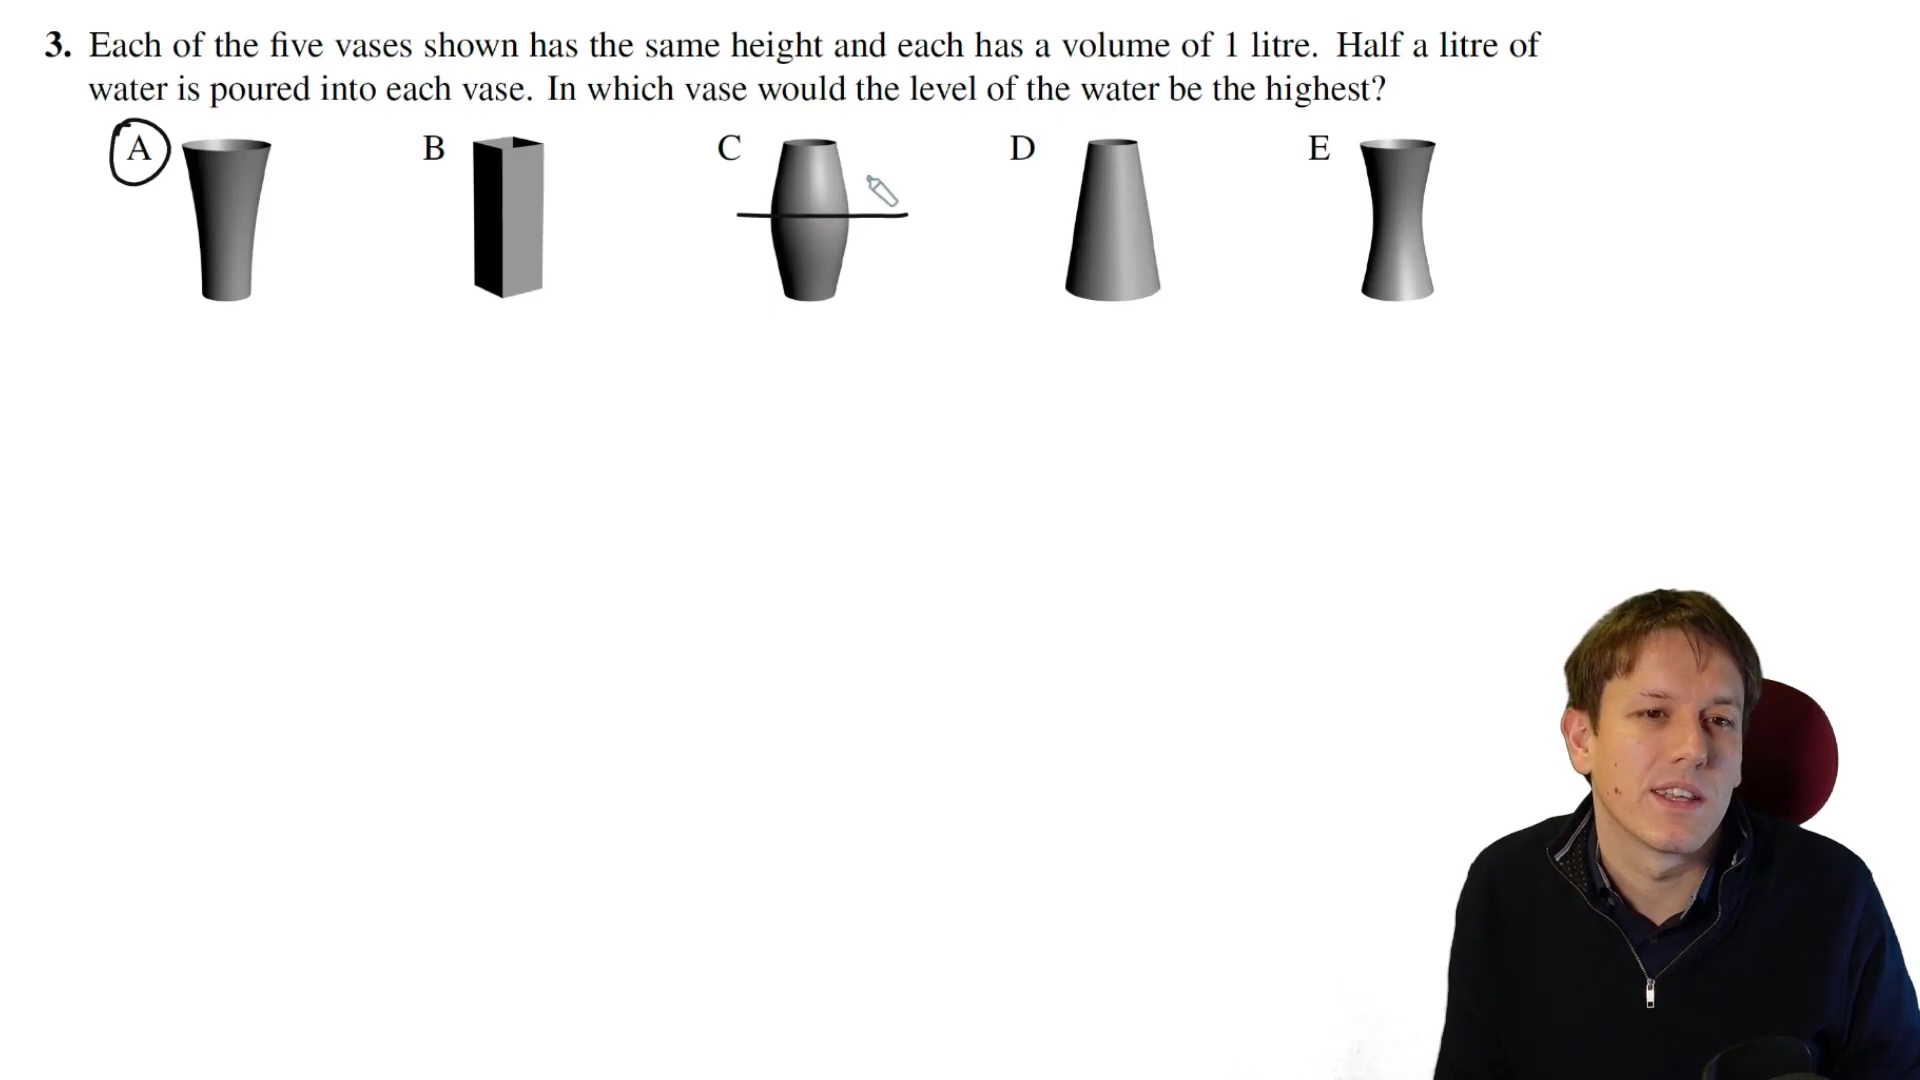 3. Each of the five vases shown has the same height and each has a volume of 1 litre. Half a litre of
water is poured into each vase. In which vase would the level of the water be the highest?
A B C D E